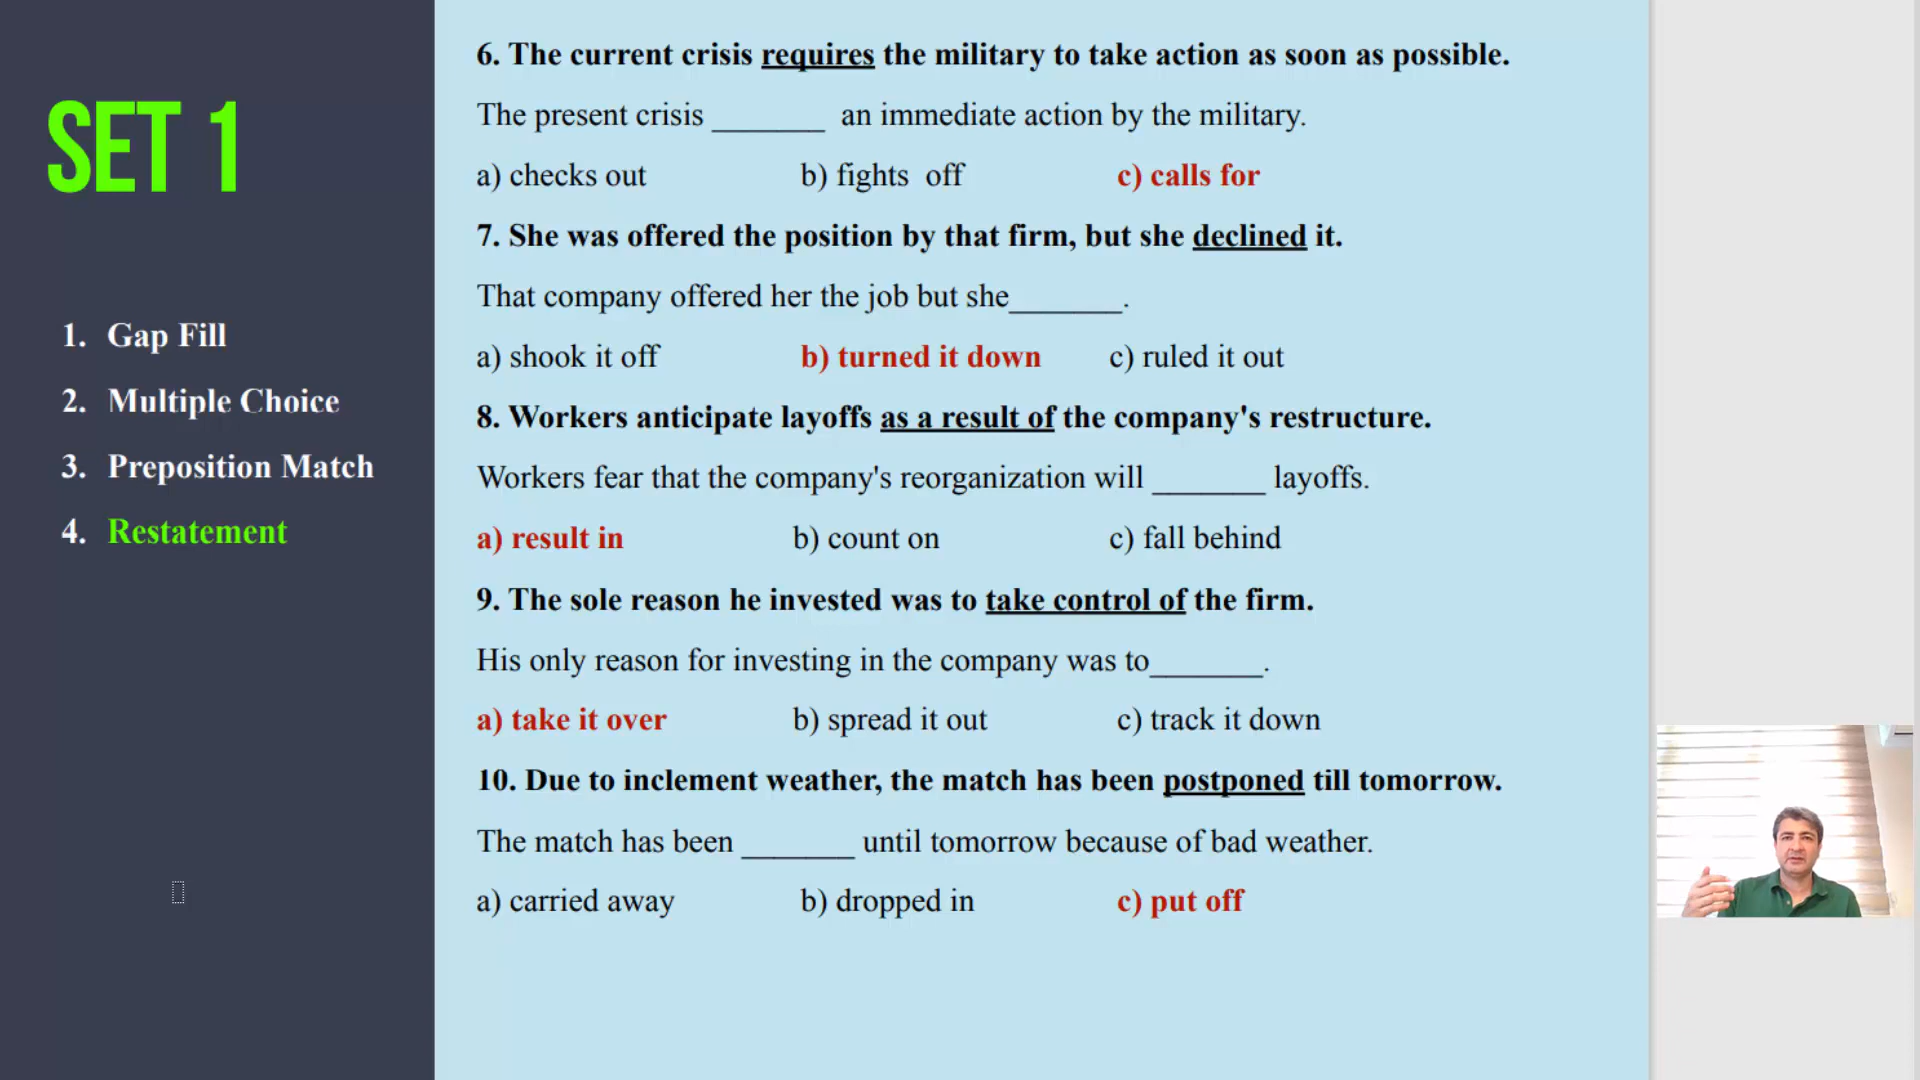 SET 1
1. Gap Fill
2. Multiple Choice
3. Preposition Match
4. Restatement
6. The current crisis requires the military to take action as soon as possible.
The present crisis _______ an immediate action by the military.
a) checks out b) fights off c) calls for
7. She was offered the position by that firm, but she declined it.
That company offered her the job but she_______.
a) shook it off b) turned it down c) ruled it out
8. Workers anticipate layoffs as a result of the company's restructure.
Workers fear that the company's reorganization will _______ layoffs.
a) result in b) count on c) fall behind
9. The sole reason he invested was to take control of the firm.
His only reason for investing in the company was to_______.
a) take it over b) spread it out c) track it down
10. Due to inclement weather, the match has been postponed till tomorrow.
The match has been _______ until tomorrow because of bad weather.
a) carried away b) dropped in c) put off